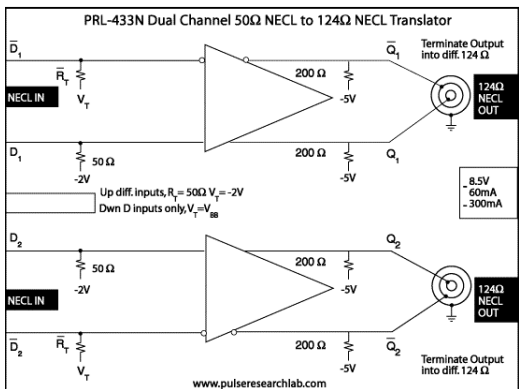 PRL-433N Dual Channel 50Ω NECL to 124Ω NECL Translator
D̅1
Q̅1
Terminate Output
into diff. 124 Ω
R̅T
VT
200 Ω
-5V
NECL IN
124Ω
NECL
OUT
D1
50 Ω
-2V
200 Ω
-5V
Q1
Up diff. inputs, RT= 50Ω VT= -2V
Dwn D inputs only, VT=VBB
- 8.5V
- 60mA
- 300mA
D2
50 Ω
-2V
200 Ω
-5V
Q2
NECL IN
124Ω
NECL
OUT
D̅2
R̅T
VT
200 Ω
-5V
Q̅2
Terminate Output
into diff. 124 Ω
www.pulseresearchlab.com